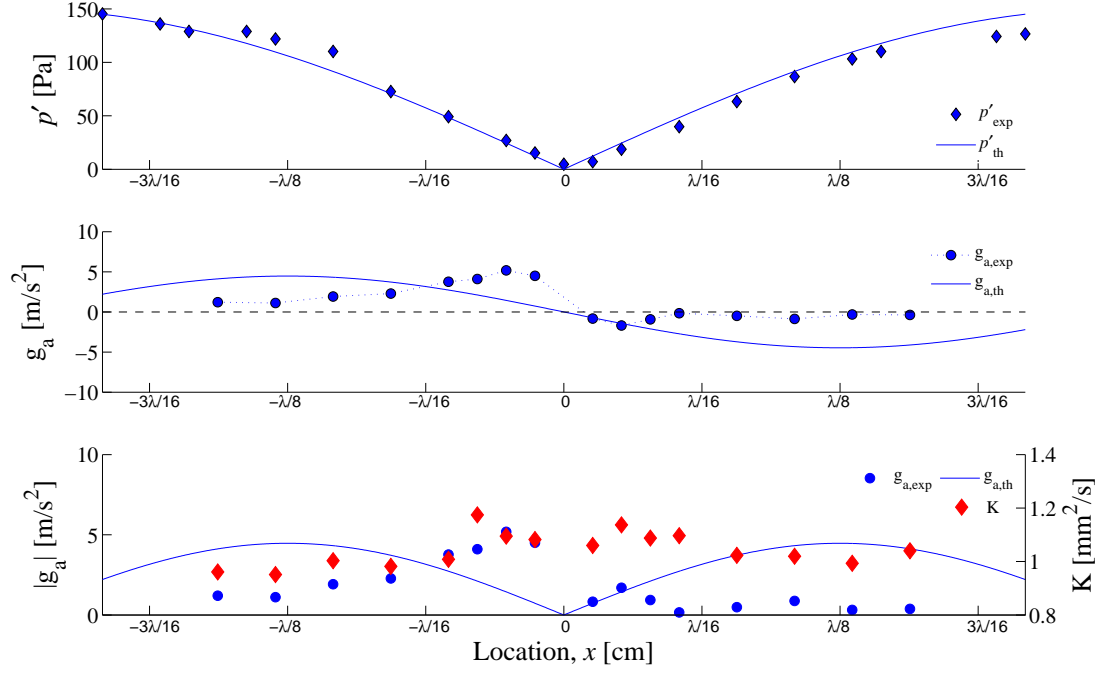 150
100
50
0
p′ [Pa]
p′exp
p′th
−3λ/16 −λ/8 −λ/16 0 λ/16 λ/8 3λ/16
10
5
0
−5
−10
ga [m/s2]
ga,exp
ga,th
−3λ/16 −λ/8 −λ/16 0 λ/16 λ/8 3λ/16
10
5
0
|ga| [m/s2]
ga,exp ga,th
K
1.4
1.2
1
0.8
K [mm2/s]
−3λ/16 −λ/8 −λ/16 0 λ/16 λ/8 3λ/16
Location, x [cm]